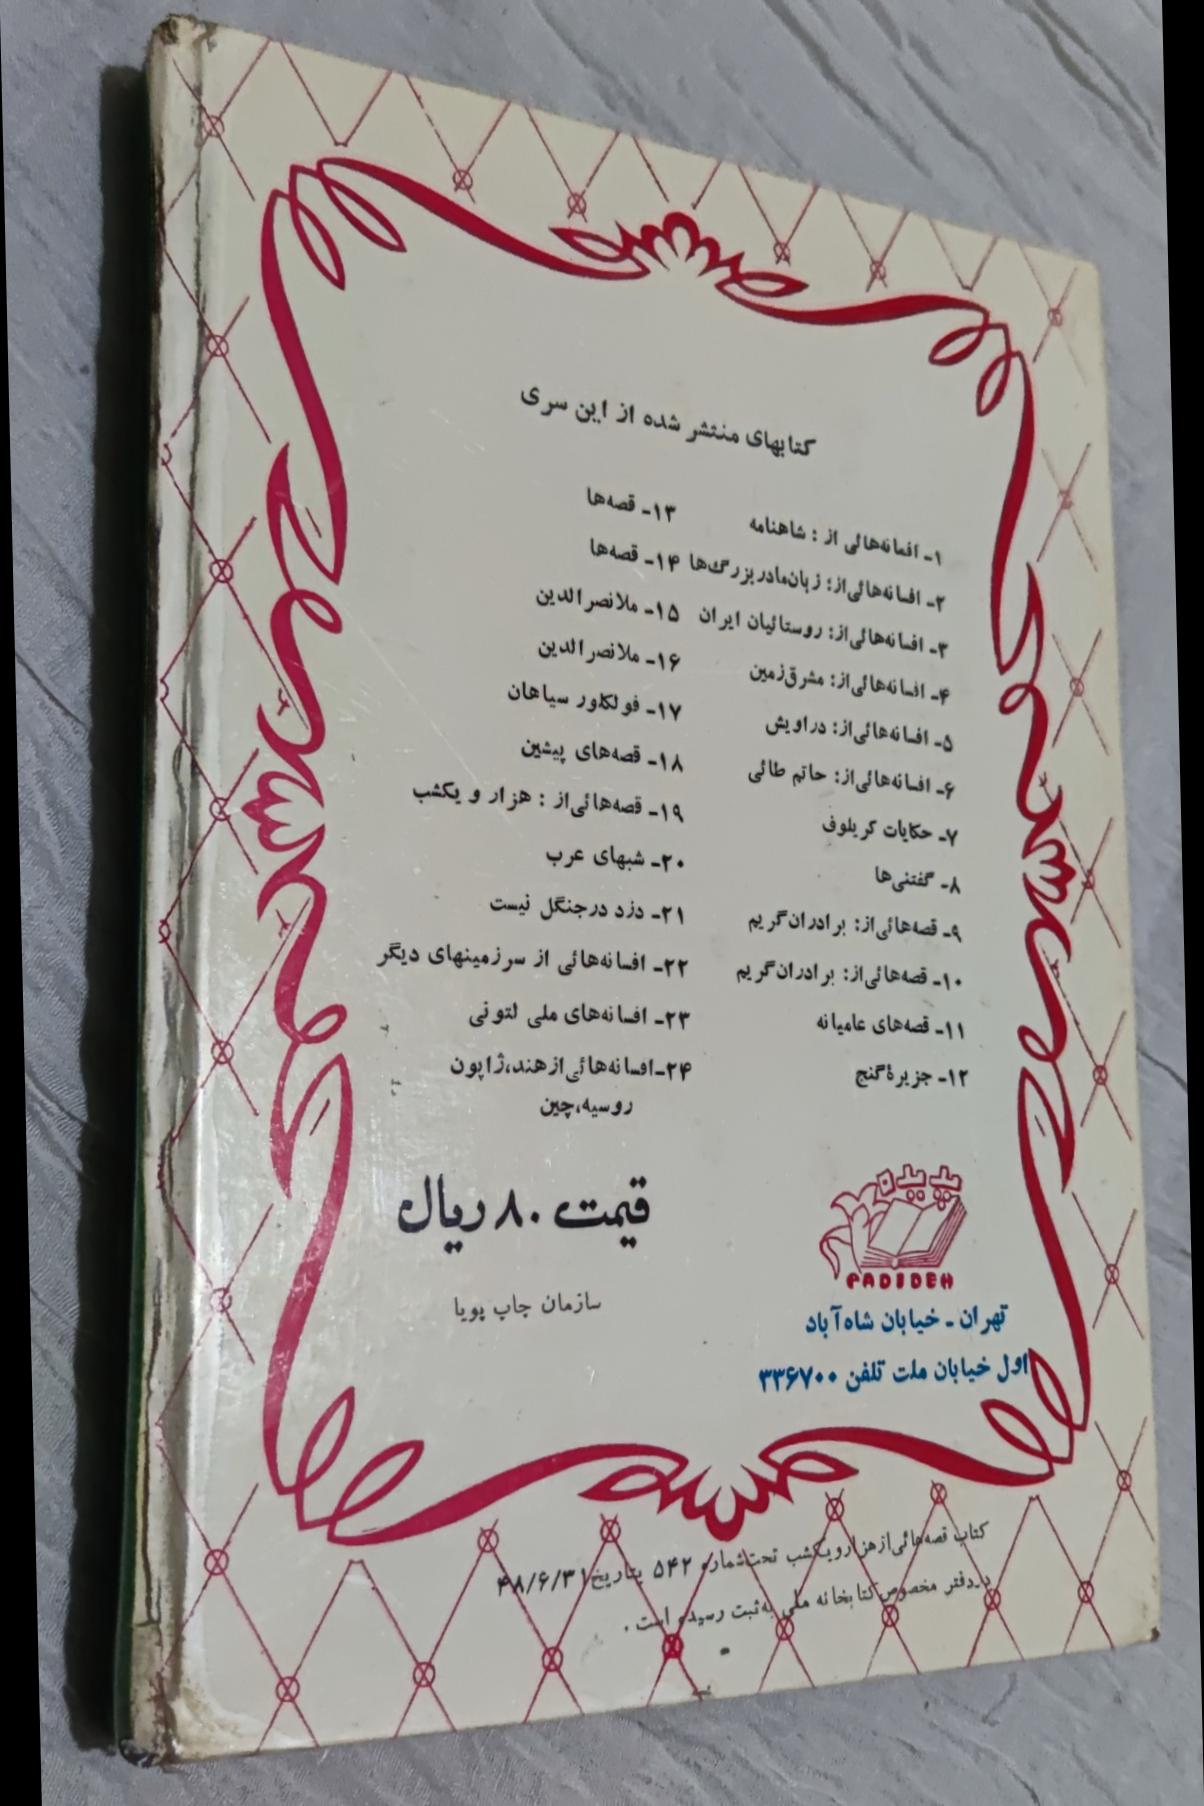 کتابهای منتشر شده از این سری
۱- افسانه‌هائی از : شاهنامه
۲- افسانه‌هائی‌از: زبان‌مادربزرگ‌ها
۳- افسانه‌هائی‌از: روستائیان ایران
۴- افسانه‌هائی‌از: مشرق‌زمین
۵- افسانه‌هائی‌از: دراویش
۶- افسانه‌هائی‌از: حاتم طائی
۷- حکایات کریلوف
۸- گفتنی‌ها
۹- قصه‌هائی‌از: برادران‌گریم
۱۰- قصه‌هائی‌از: برادران‌گریم
۱۱- قصه‌های عامیانه
۱۲- جزیرهٔ گنج
۱۳- قصه‌ها
۱۴- قصه‌ها
۱۵- ملانصرالدین
۱۶- ملانصرالدین
۱۷- فولکلور سیاهان
۱۸- قصه‌های پیشین
۱۹- قصه‌هائی‌از : هزار و یکشب
۲۰- شبهای عرب
۲۱- دزد درجنگل نیست
۲۲- افسانه‌هائی از سرزمینهای دیگر
۲۳- افسانه‌های ملی لتونی
۲۴- افسانه‌هائی‌از هند،ژاپون
روسیه،چین
پدیده
PADIDEH
تهران - خیابان شاه‌آباد
اول خیابان ملت تلفن ۳۳۶۷۰۰
قیمت ۸۰ ریال
سازمان چاپ پویا
کتاب قصه‌هائی‌ازهزارویکشب تحت‌شماره ۵۴۲ بتاریخ ۴۸/۶/۳۱
دردفتر مخصوص‌کتابخانه ملی به‌ثبت رسیده است .